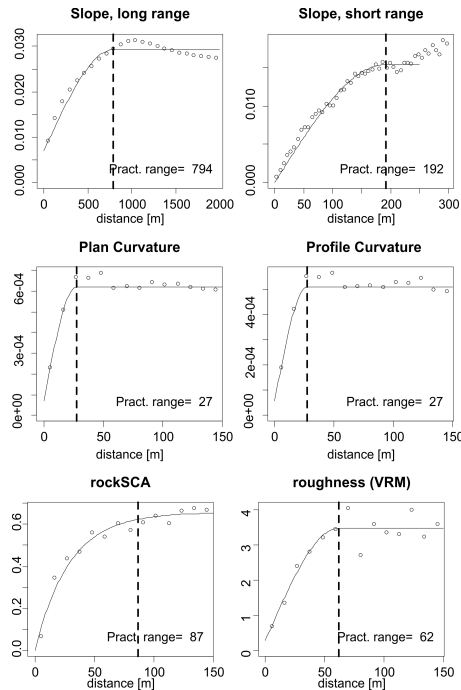 Slope, long range
0.000 0.010 0.020 0.030
Pract. range= 794
0 500 1000 1500 2000
distance [m]
Slope, short range
0.000 0.010
Pract. range= 192
0 50 100 200 300
distance [m]
Plan Curvature
0e+00 3e-04 6e-04
Pract. range= 27
0 50 100 150
distance [m]
Profile Curvature
0e+00 2e-04 4e-04
Pract. range= 27
0 50 100 150
distance [m]
rockSCA
0.0 0.2 0.4 0.6
Pract. range= 87
0 50 100 150
distance [m]
roughness (VRM)
0 1 2 3 4
Pract. range= 62
0 50 100 150
distance [m]